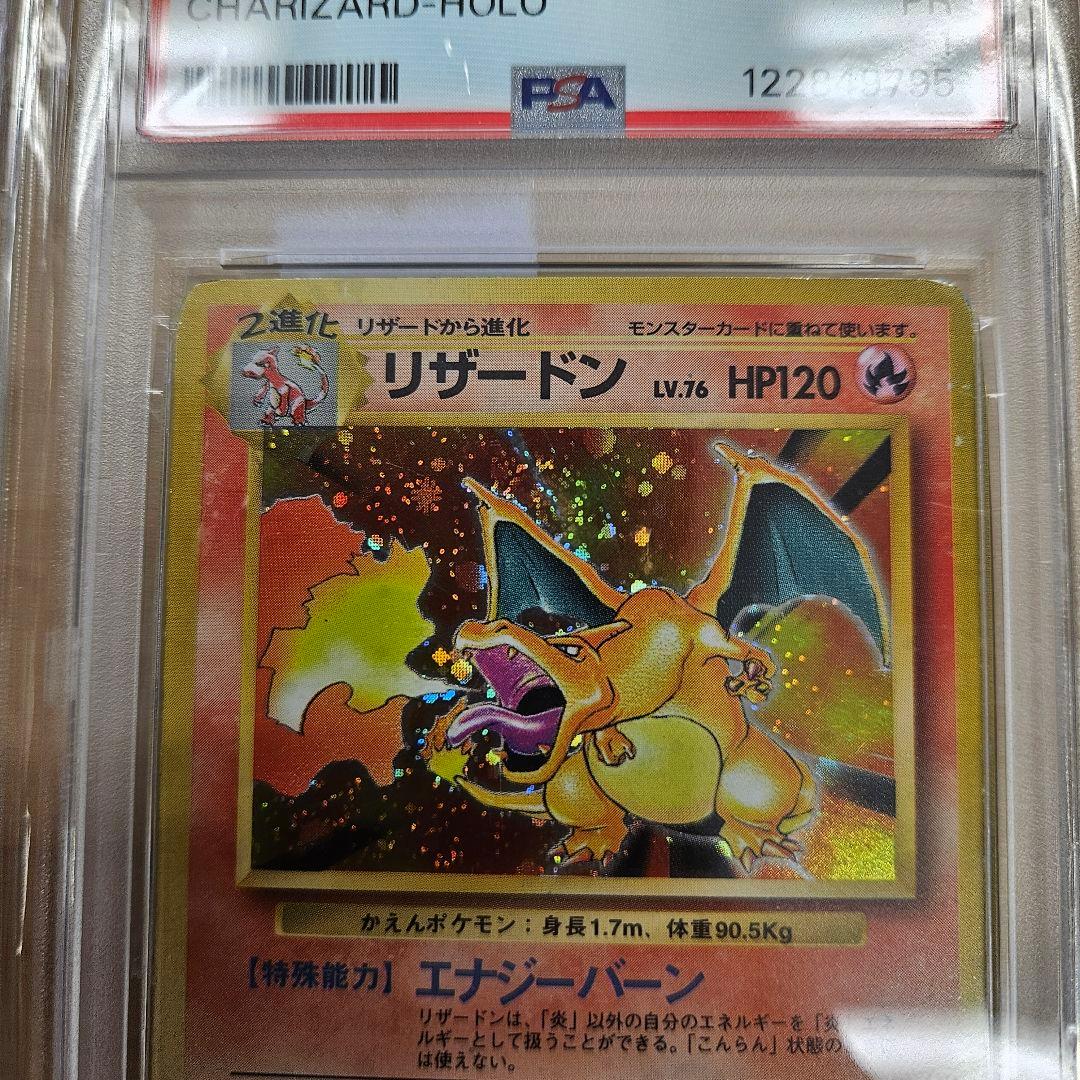 CHARIZARD-HOLO PR
PSA
2進化 リザードから進化 モンスターカードに重ねて使います。
リザードン LV.76 HP120
かえんポケモン：身長1.7m、体重90.5Kg
【特殊能力】 エナジーバーン
リザードンは、「炎」以外の自分のエネルギーを「炎
ルギーとして扱うことができる。「こんらん」状態の
は使えない。